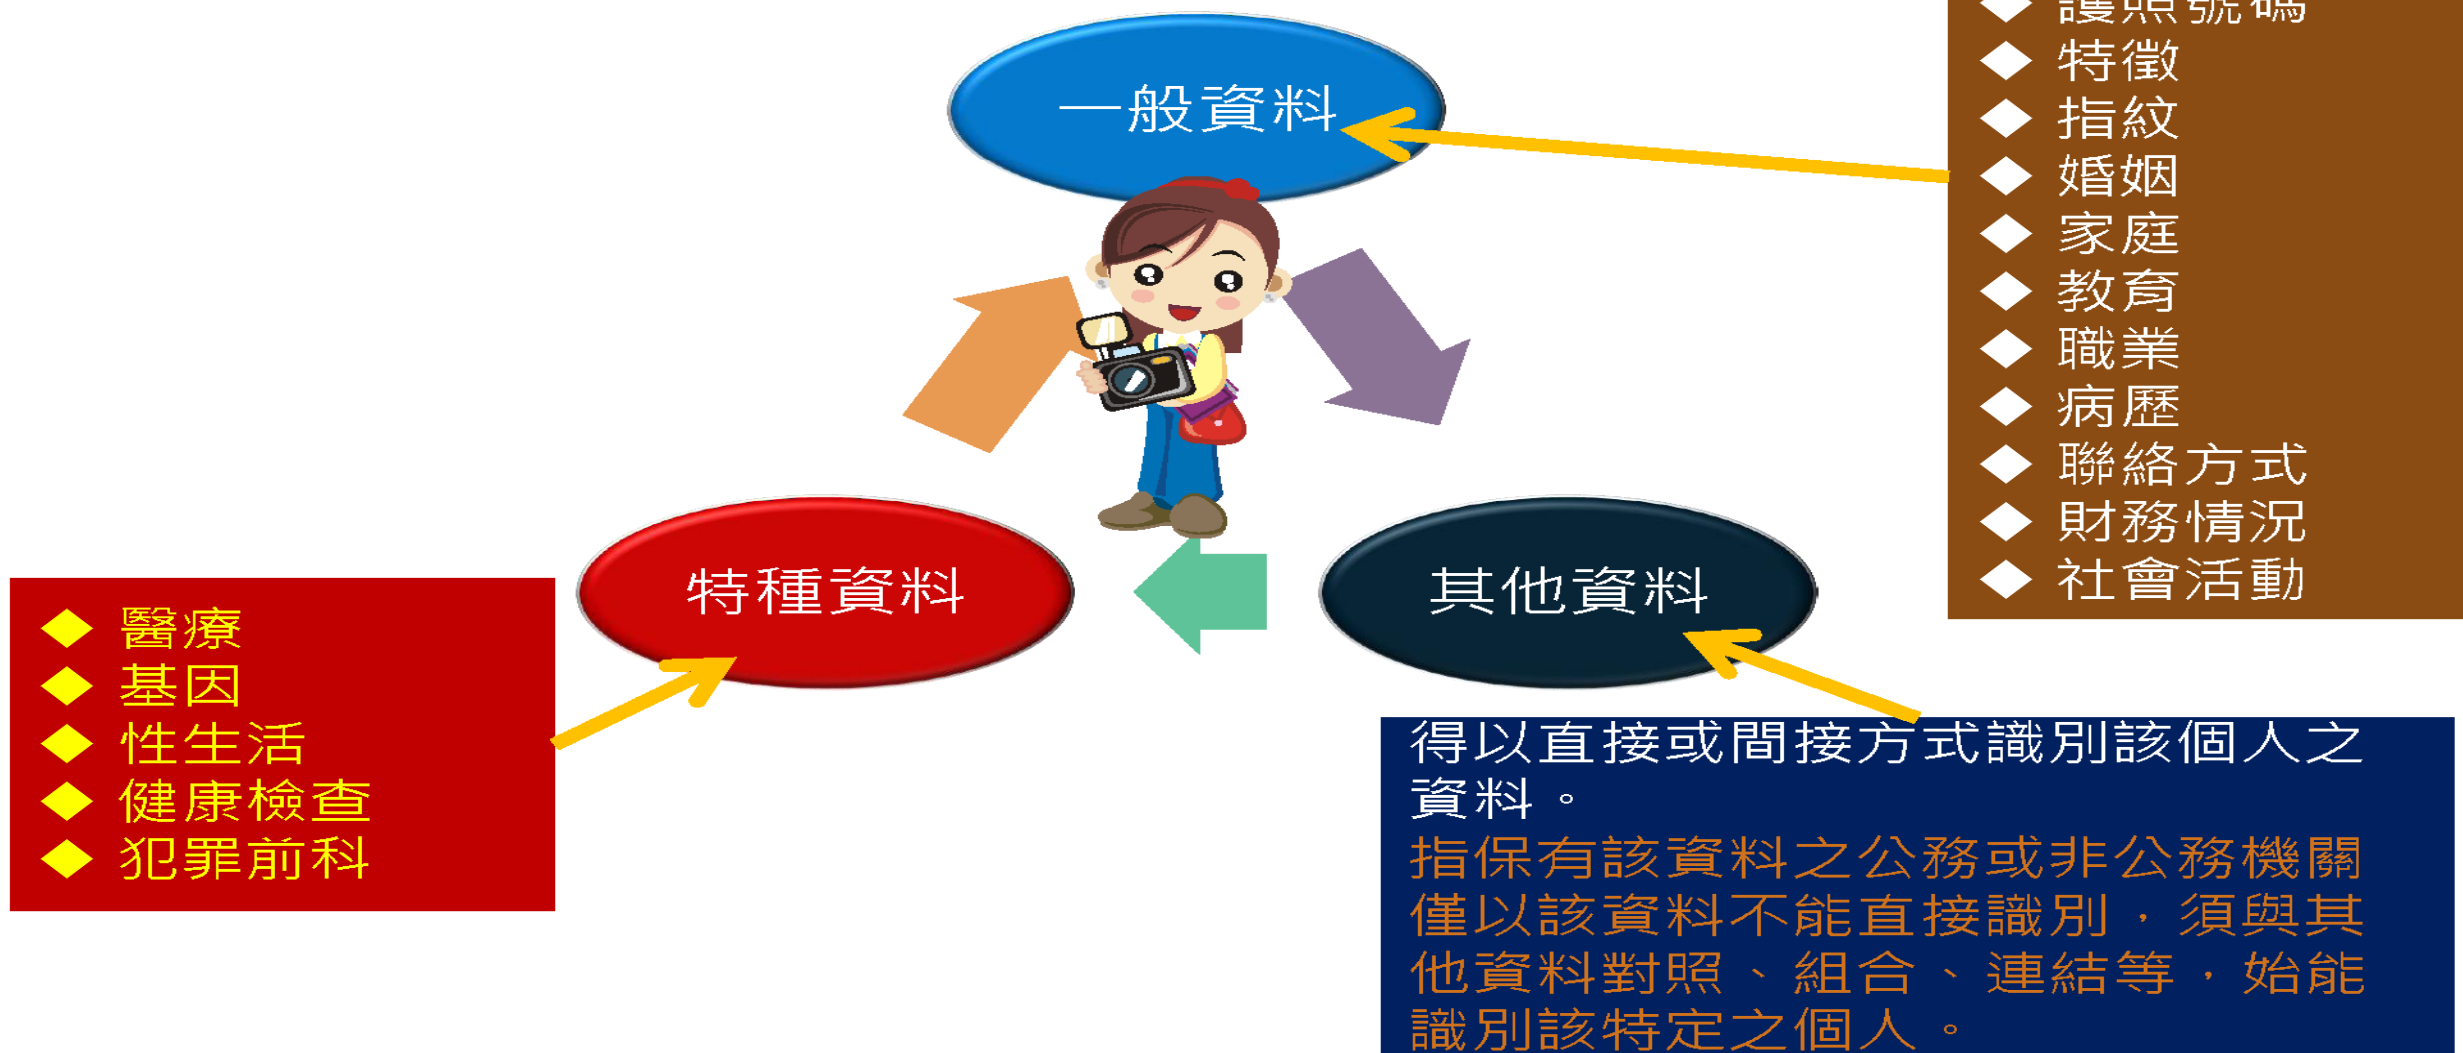 護照號碼
特徵
指紋
婚姻
家庭
教育
職業
病歷
聯絡方式
財務情況
社會活動
一般資料
特種資料
其他資料
醫療
基因
性生活
健康檢查
犯罪前科
得以直接或間接方式識別該個人之
資料。
指保有該資料之公務或非公務機關
僅以該資料不能直接識別，須與其
他資料對照、組合、連結等，始能
識別該特定之個人。